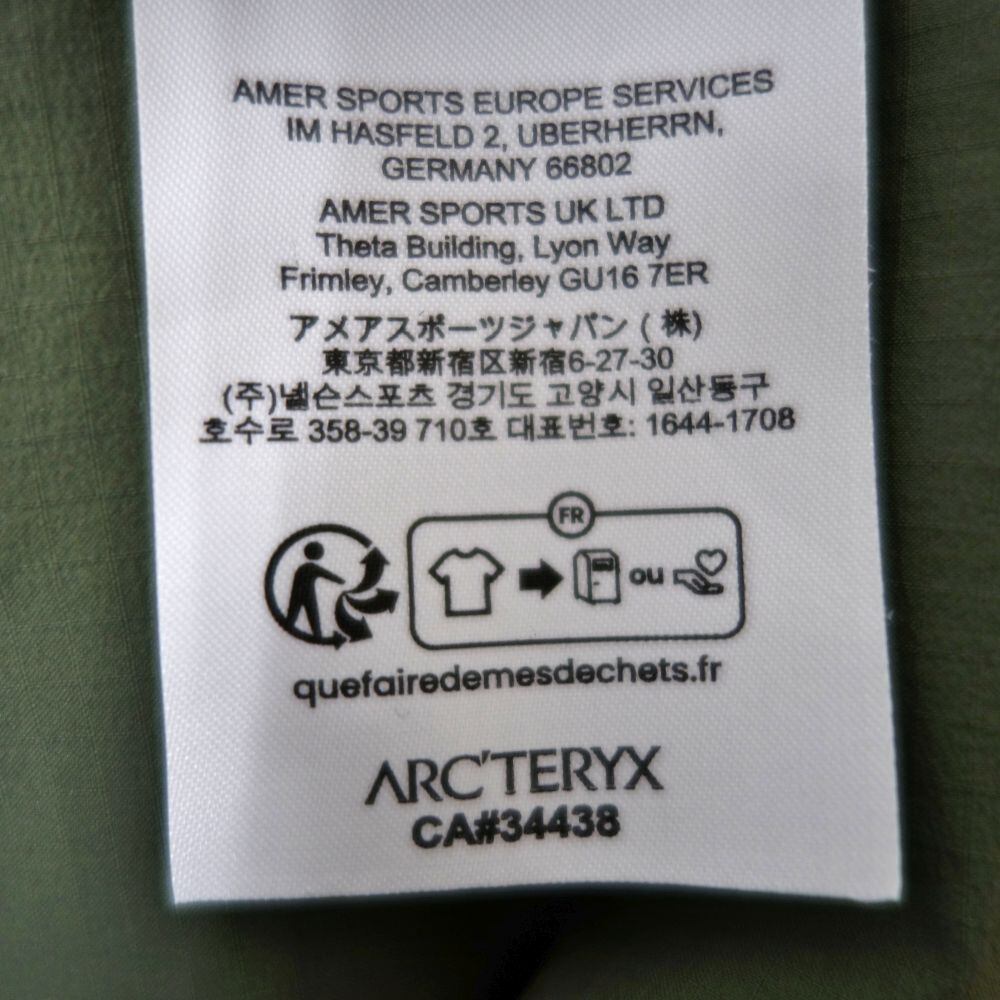 AMER SPORTS EUROPE SERVICES
IM HASFELD 2, UBERHERRN,
GERMANY 66802
AMER SPORTS UK LTD
Theta Building, Lyon Way
Frimley, Camberley GU16 7ER
アメアスポーツジャパン (株)
東京都新宿区新宿6-27-30
(주)넬슨스포츠 경기도 고양시 일산동구
호수로 358-39 710호 대표번호: 1644-1708
FR
ou
quefairedemesdechets.fr
ARC'TERYX
CA#34438